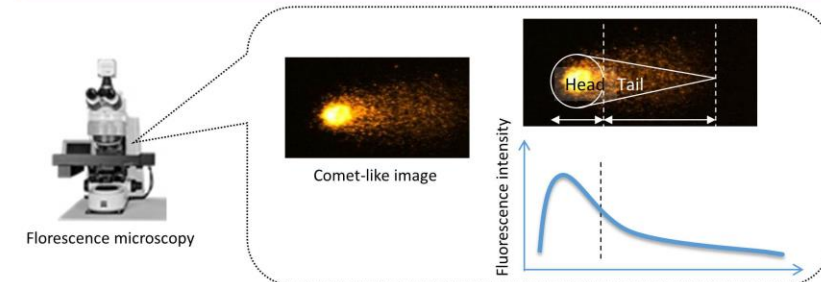 Head
Tail
Comet-like image
Florescence microscopy
Fluorescence intensity